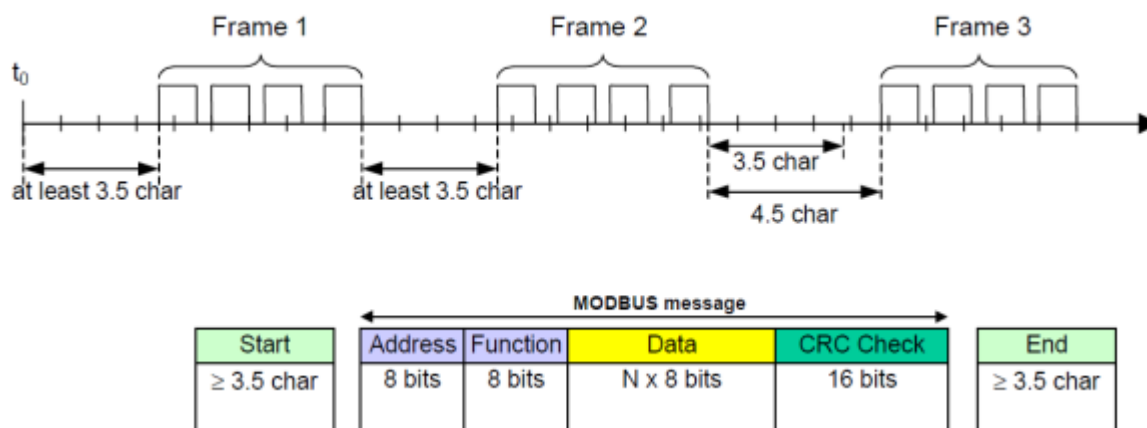 Frame 1 Frame 2 Frame 3
t0
at least 3.5 char at least 3.5 char 3.5 char
4.5 char
MODBUS message
Start Address Function Data CRC Check End
≥ 3.5 char 8 bits 8 bits N x 8 bits 16 bits ≥ 3.5 char